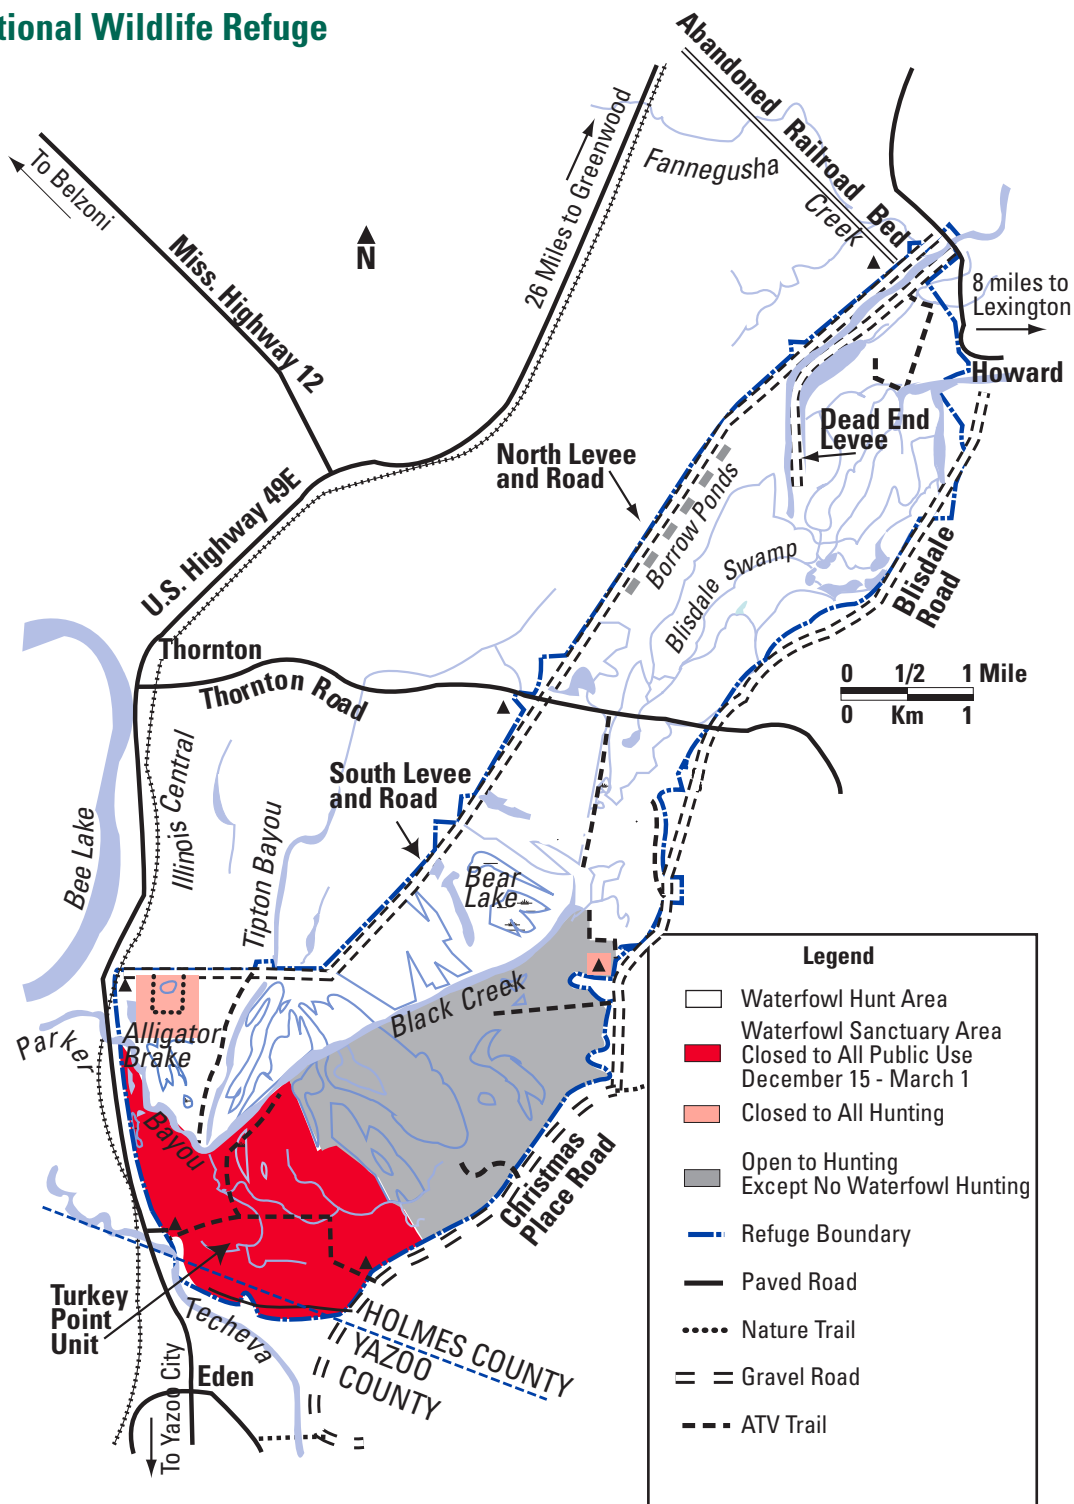 tional Wildlife Refuge
Abandoned Railroad Bed
Fannegusha
Creek
26 Miles to Greenwood
To Belzoni
Miss. Highway 12
N
8 miles to
Lexington
Howard
Dead End
Levee
North Levee
and Road
Borrow Ponds
Blisdale Swamp
Blisdale
Road
U.S. Highway 49E
Thornton
Thornton Road
0 1/2 1 Mile
0 Km 1
South Levee
and Road
Illinois Central
Bee Lake
Tipton Bayou
Bear
Lake
Black Creek
Alligator
Brake
Parker
Bayou
Christmas
Place Road
Turkey
Point
Unit
Techeva
HOLMES COUNTY
YAZOO
COUNTY
Eden
To Yazoo City
Legend
Waterfowl Hunt Area
Waterfowl Sanctuary Area
Closed to All Public Use
December 15 - March 1
Closed to All Hunting
Open to Hunting
Except No Waterfowl Hunting
Refuge Boundary
Paved Road
Nature Trail
Gravel Road
ATV Trail